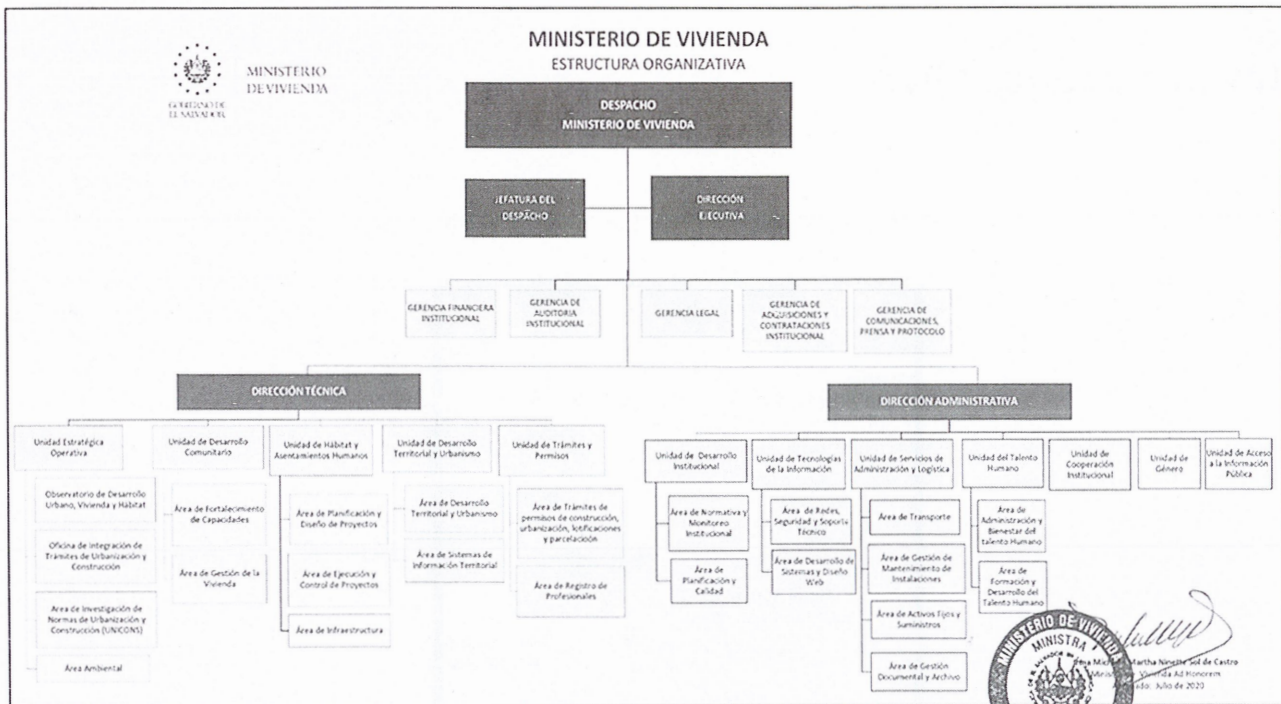 MINISTERIO DE VIVIENDA
ESTRUCTURA ORGANIZATIVA
GOBIERNO DE
EL SALVADOR
MINISTERIO
DE VIVIENDA
DESPACHO
MINISTERIO DE VIVIENDA
JEFATURA DEL
DESPACHO
DIRECCIÓN
EJECUTIVA
GERENCIA FINANCIERA
INSTITUCIONAL
GERENCIA DE
AUDITORIA
INSTITUCIONAL
GERENCIA LEGAL
GERENCIA DE
ADQUISICIONES Y
CONTRATACIONES
INSTITUCIONAL
GERENCIA DE
COMUNICACIONES,
PRENSA Y PROTOCOLO
DIRECCIÓN TÉCNICA
DIRECCIÓN ADMINISTRATIVA
Unidad Estratégica
Operativa
Observatorio de Desarrollo
Urbano, Vivienda y Hábitat
Oficina de Integración de
Trámites de Urbanización y
Construcción
Area de Investigación de
Normas de Urbanización y
Construcción (UNICONS)
Área Ambiental
Unidad de Desarrollo
Comunitario
Área de Fortalecimiento
de Capacidades
Área de Gestión de la
Vivienda
Unidad de Hábitat y
Asentamientos Humanos
Área de Planificación y
Diseño de Proyectos
Área de Ejecución y
Control de Proyectos
Área de Infraestructura
Unidad de Desarrollo
Territorial y Urbanismo
Área de Desarrollo
Territorial y Urbanismo
Área de Sistemas de
Información Territorial
Unidad de Trámites y
Permisos
Área de Trámites de
permisos de construcción,
urbanización, lotificaciones
y parcelación
Área de Registro de
Profesionales
Unidad de Desarrollo
Institucional
Área de Normativa y
Monitoreo
Institucional
Área de
Planificación y
Calidad
Unidad de Tecnologías
de la Información
Área de Redes,
Seguridad y Soporte
Técnico
Área de Desarrollo de
Sistemas y Diseño
Web
Unidad de Servicios de
Administración y Logística
Área de Transporte
Área de Gestión de
Mantenimiento de
Instalaciones
Área de Activos Fijos y
Suministros
Área de Gestión
Documental y Archivo
Unidad del Talento
Humano
Área de
Administración y
Bienestar del
talento Humano
Área de
Formación y
Desarrollo del
Talento Humano
Unidad de
Cooperación
Institucional
Unidad de
Género
Unidad de Acceso
a la Información
Pública
MINISTERIO DE VIVIENDA
MINISTRA
Martha Ninette Sol de Castro
Vivienda Ad Honorem
Julio de 2020